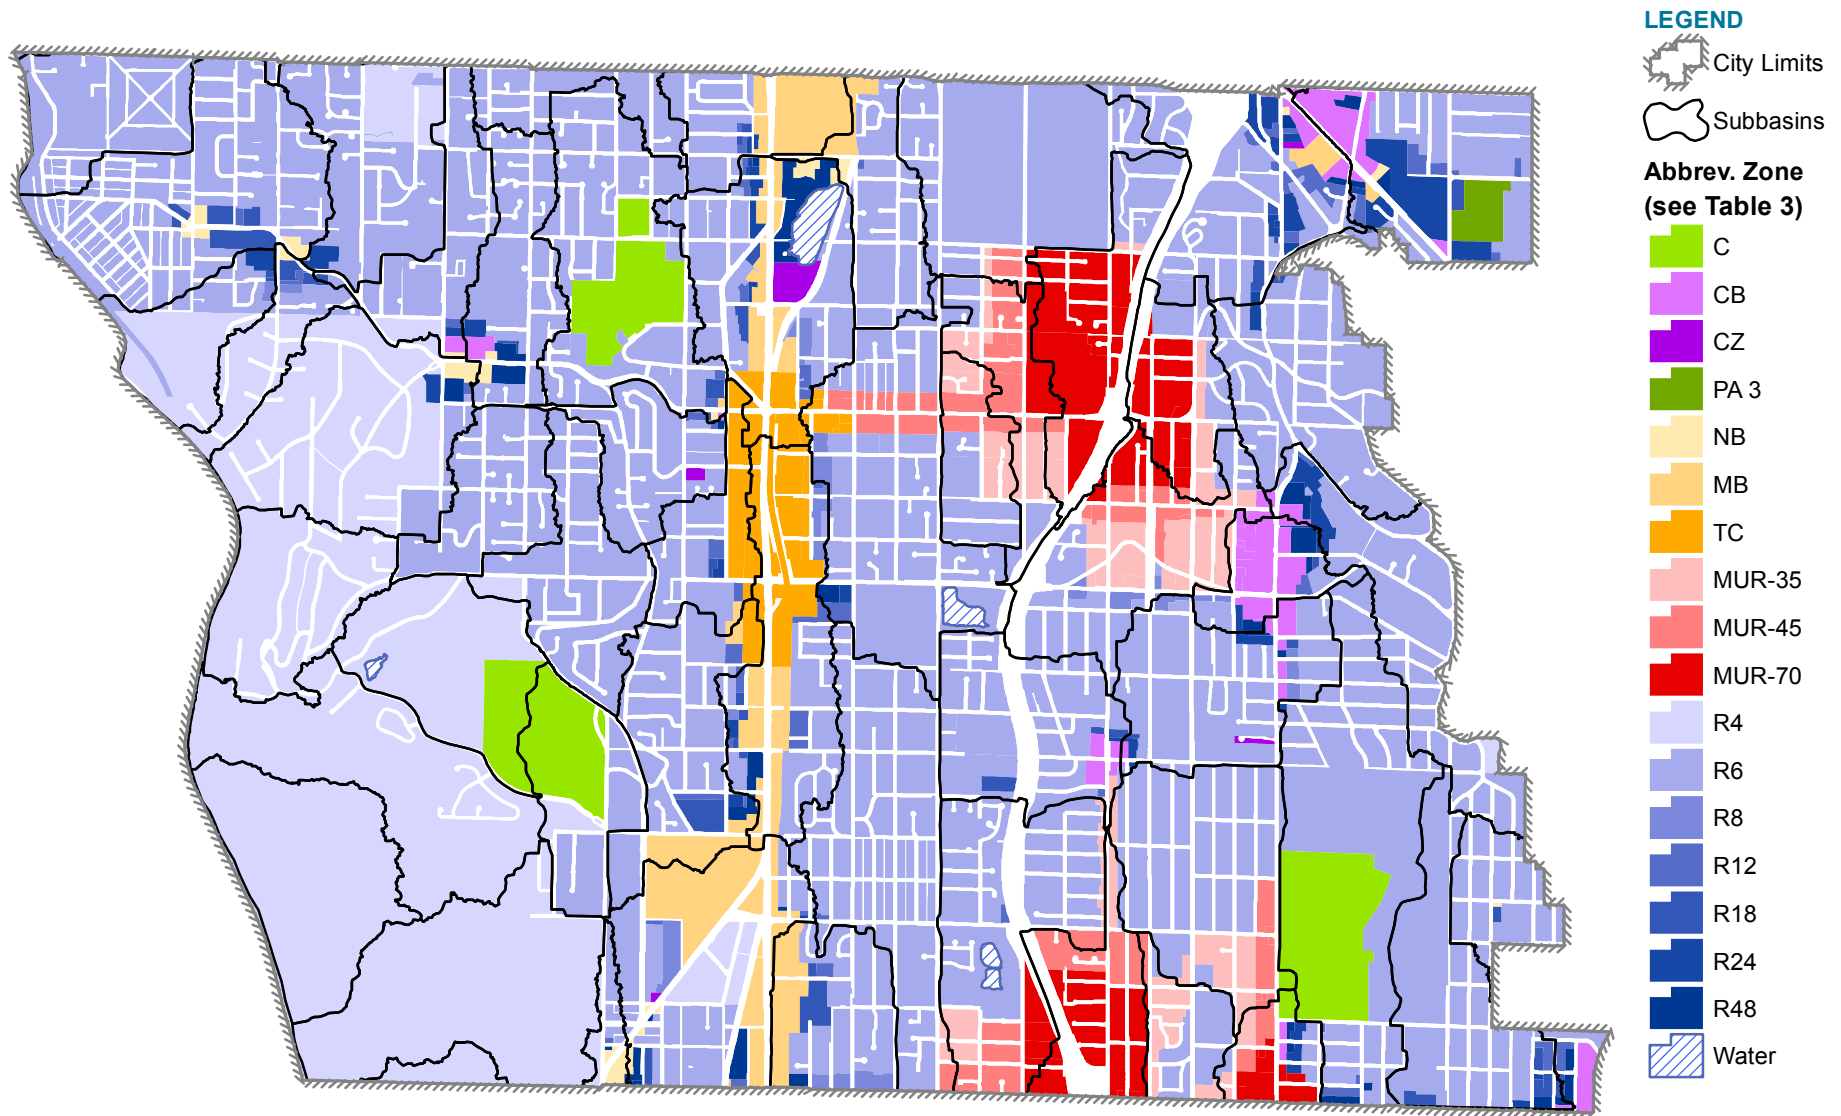 LEGEND
City Limits
Subbasins
Abbrev. Zone
(see Table 3)
C
CB
CZ
PA 3
NB
MB
TC
MUR-35
MUR-45
MUR-70
R4
R6
R8
R12
R18
R24
R48
Water